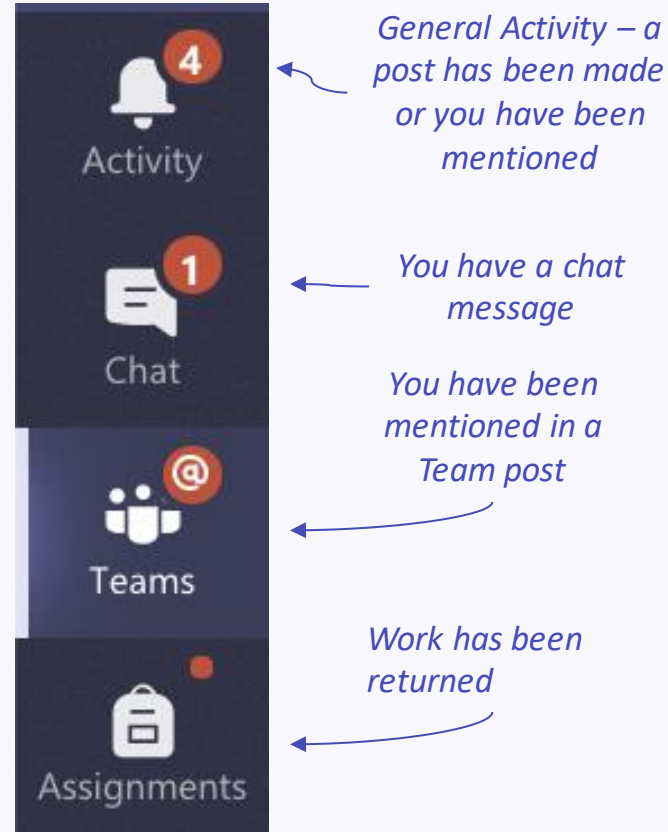 4
Activity
General Activity – a
post has been made
or you have been
mentioned
1
Chat
You have a chat
message
@
Teams
You have been
mentioned in a
Team post
Assignments
Work has been
returned